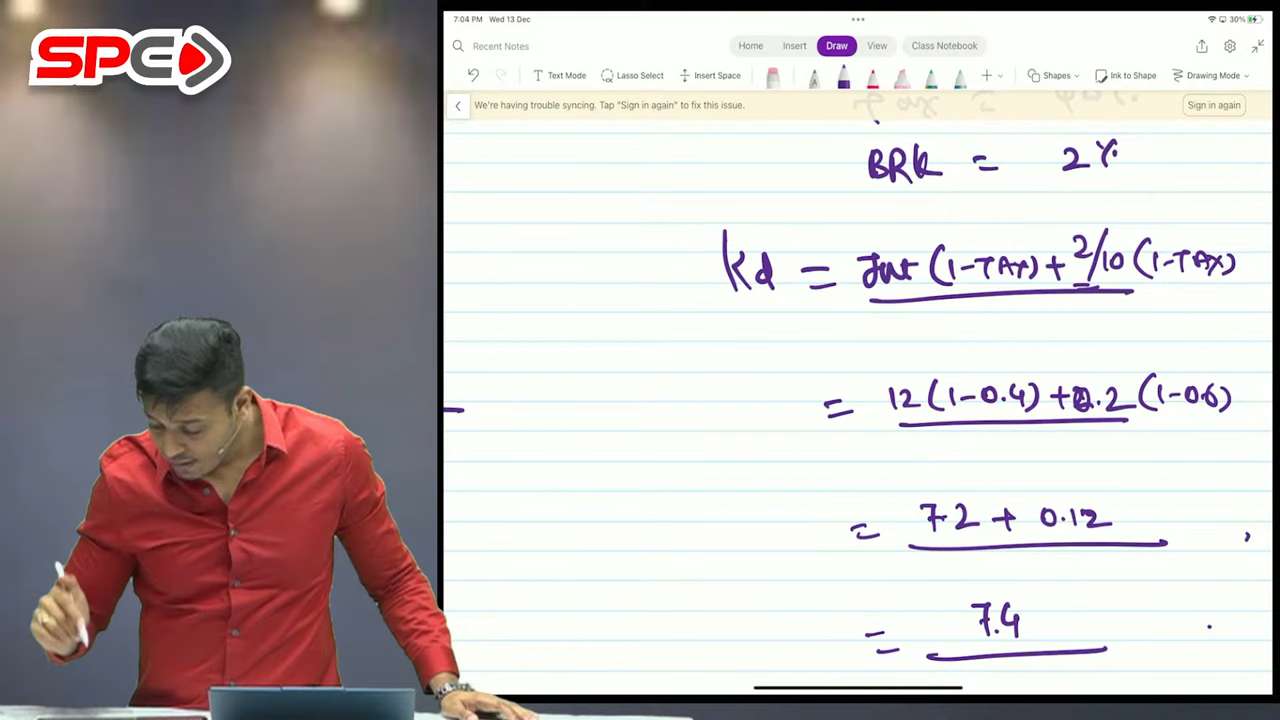 SPED
7:04 PM Wed 13 Dec
30%
Recent Notes
Home Insert Draw View Class Notebook
Text Mode Lasso Select Insert Space Shapes Ink to Shape Drawing Mode
We're having trouble syncing. Tap "Sign in again" to fix this issue. Sign in again
BRK = 2%
Kd = Int (1-TAX) + 2/10 (1-TAX)
= 12 (1-0.4) + 0.2 (1-0.6)
= 7.2 + 0.12
= 7.4